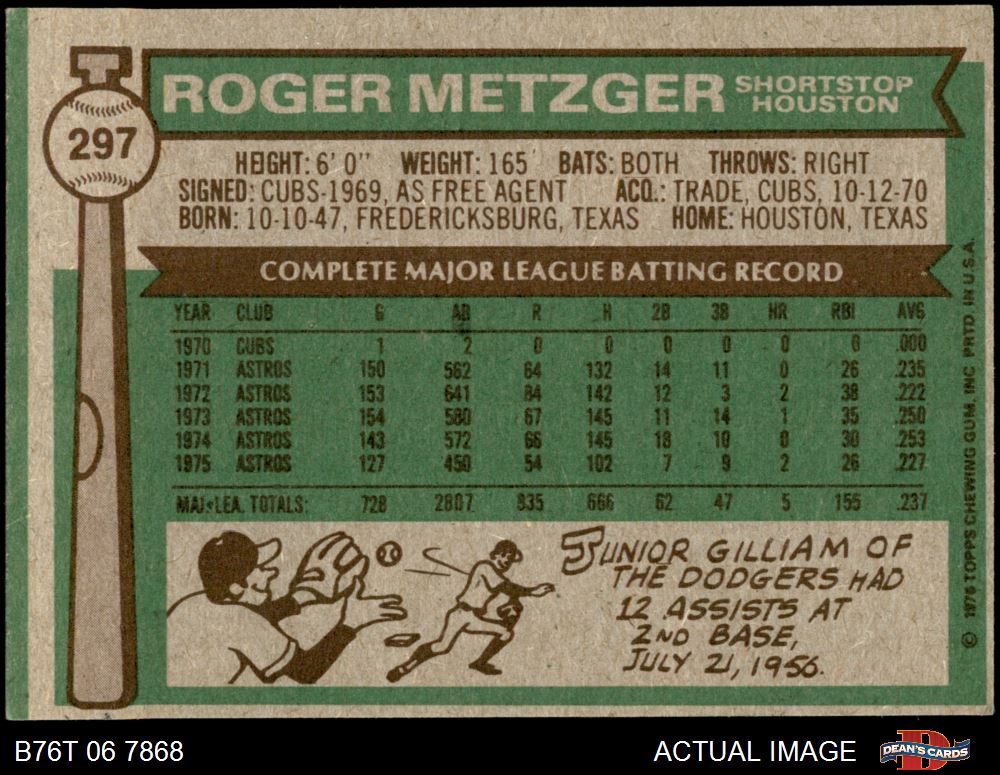 297
ROGER METZGER SHORTSTOP HOUSTON
HEIGHT: 6' 0" WEIGHT: 165 BATS: BOTH THROWS: RIGHT
SIGNED: CUBS-1969, AS FREE AGENT ACQ.: TRADE, CUBS, 10-12-70
BORN: 10-10-47, FREDERICKSBURG, TEXAS HOME: HOUSTON, TEXAS
COMPLETE MAJOR LEAGUE BATTING RECORD
YEAR CLUB G AB R H 2B 3B HR RBI AVG
1970 CUBS 1 2 0 0 0 0 0 0 .000
1971 ASTROS 150 562 64 132 14 11 0 26 .235
1972 ASTROS 153 641 84 142 12 3 2 38 .222
1973 ASTROS 154 580 67 145 11 14 1 35 .250
1974 ASTROS 143 572 66 145 18 10 0 30 .253
1975 ASTROS 127 450 54 102 7 9 2 26 .227
MAJ. LEA. TOTALS: 728 2807 335 666 62 47 5 155 .237
JUNIOR GILLIAM OF
THE DODGERS HAD
12 ASSISTS AT
2ND BASE,
JULY 21, 1956.
© 1976 TOPPS CHEWING GUM, INC PRTD IN U.S.A.
B76T 06 7868 ACTUAL IMAGE DEAN'S CARDS